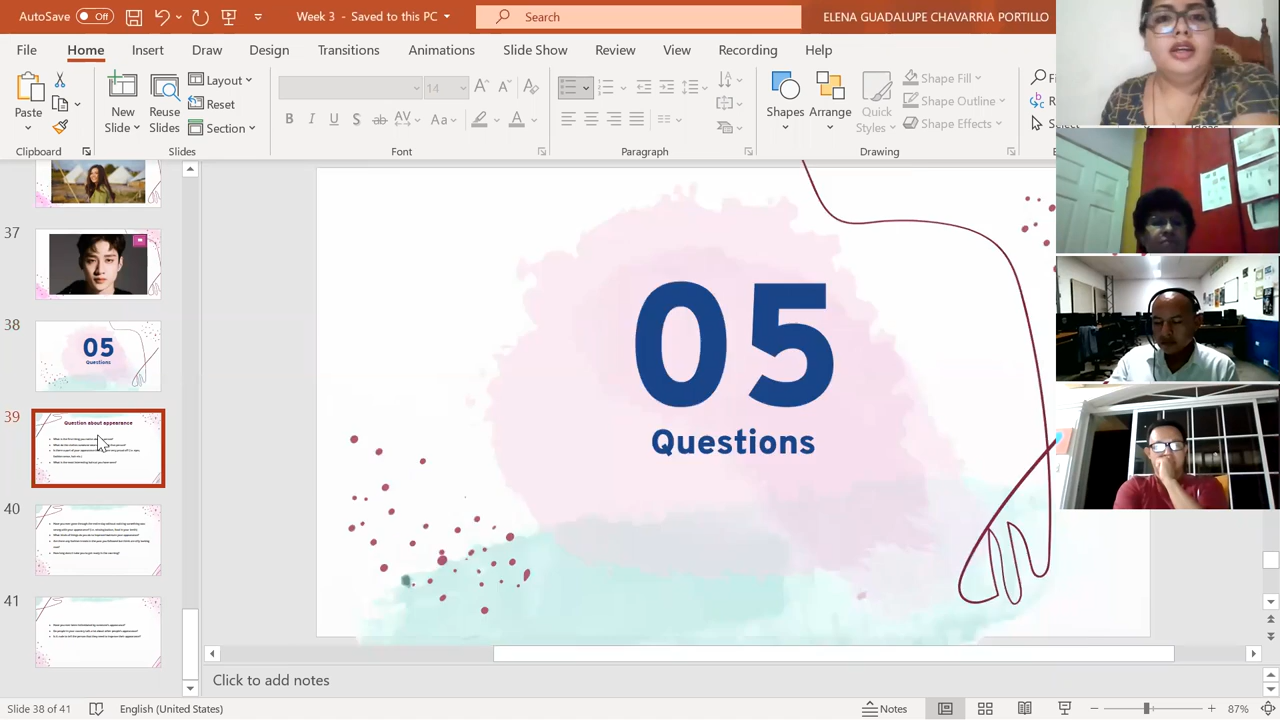 AutoSave Off Week 3 - Saved to this PC Search ELENA GUADALUPE CHAVARRIA PORTILLO
File Home Insert Draw Design Transitions Animations Slide Show Review View Recording Help
Paste
New Slide
Reuse Slides
Layout
Reset
Section
Shapes
Arrange
Quick Styles
Shape Fill
Shape Outline
Shape Effects
Clipboard Slides Font Paragraph Drawing
37
38
05
Questions
39
Question about appearance
40
41
05
Questions
Click to add notes
Slide 38 of 41 English (United States) Notes 87%